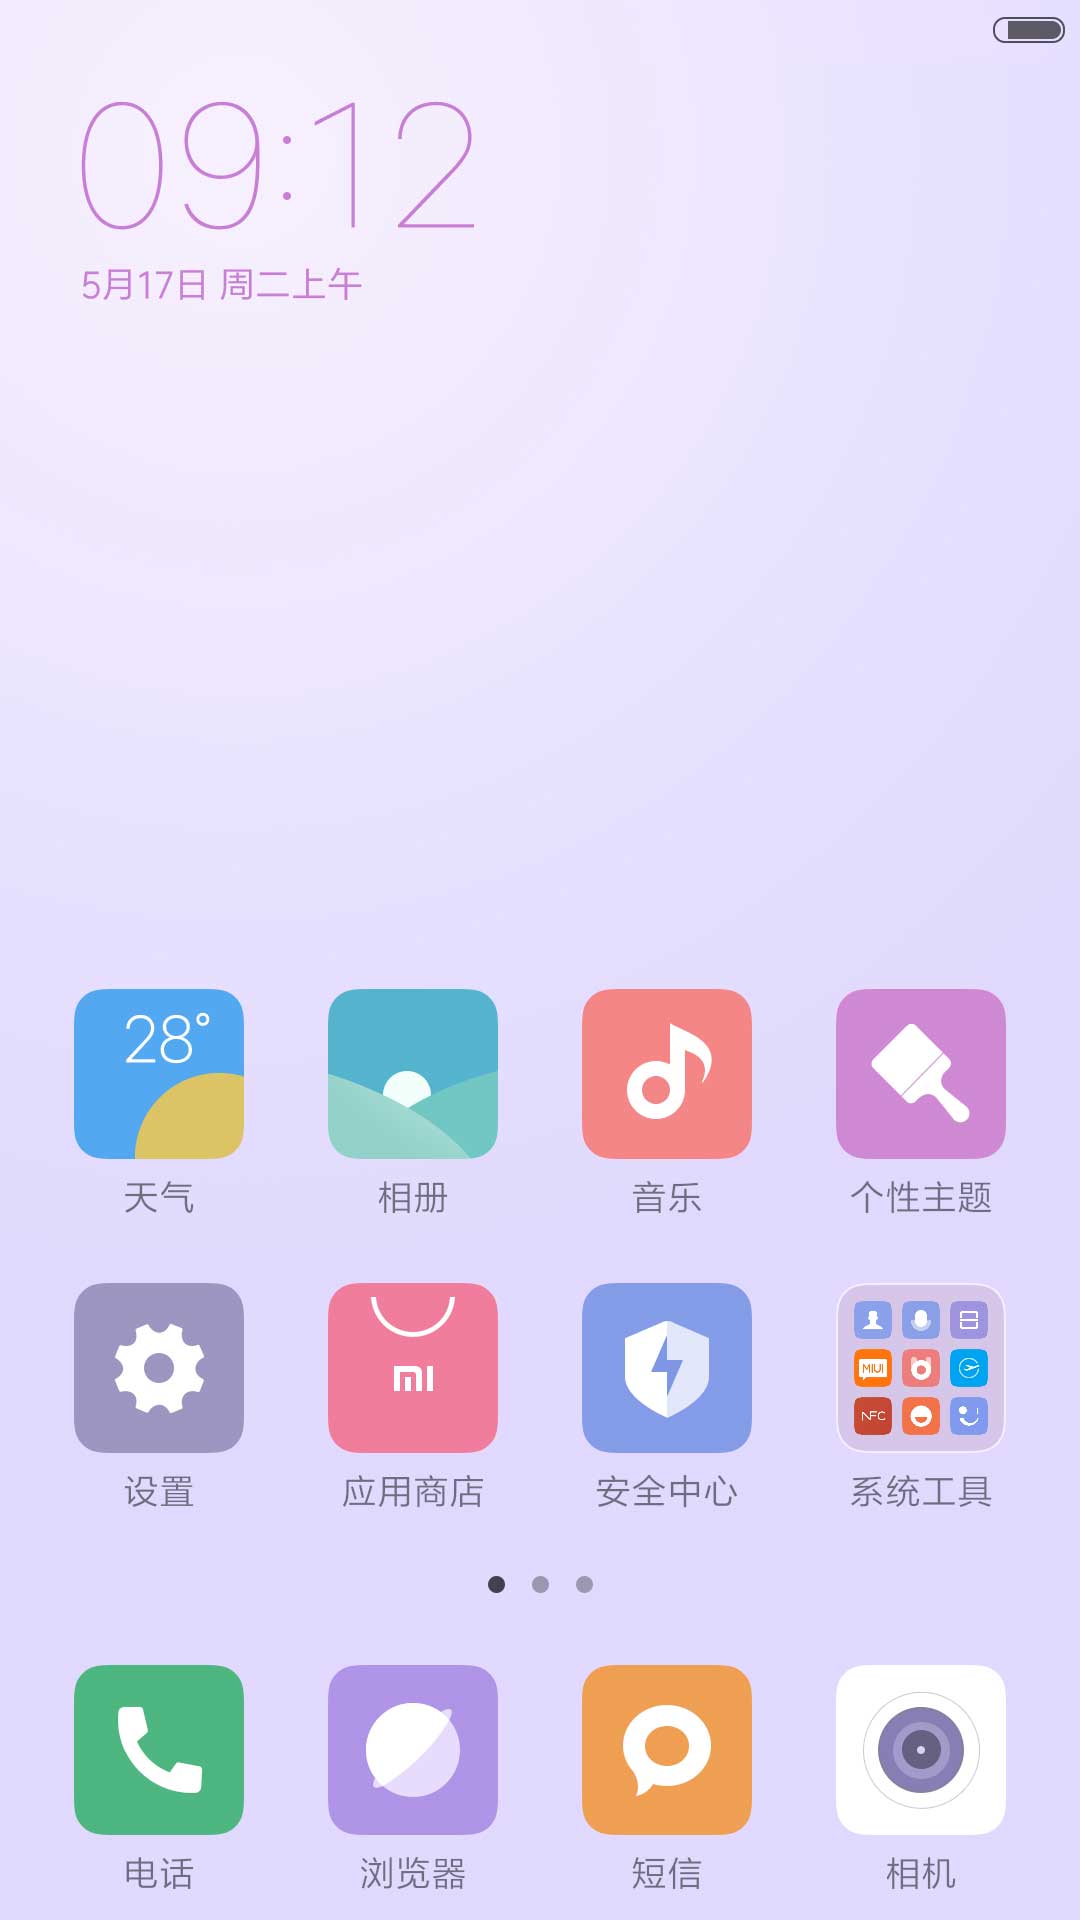 09:12
5月17日 周二上午
28°
天气
相册
音乐
个性主题
mi
MIUI
NFC
设置
应用商店
安全中心
系统工具
电话
浏览器
短信
相机